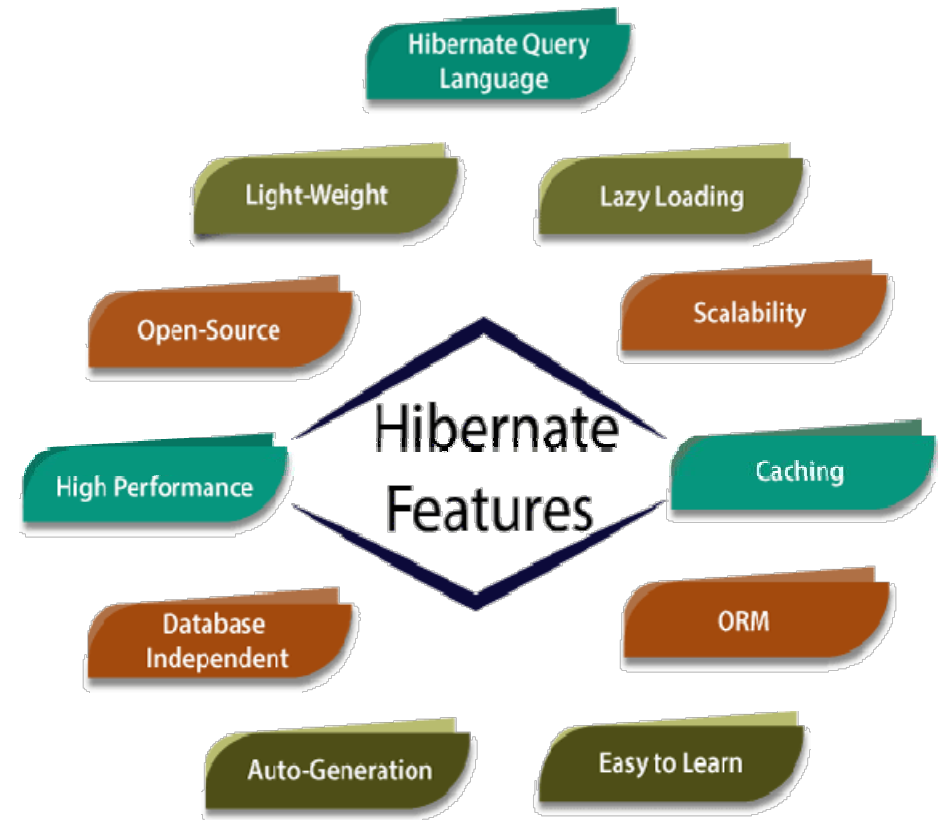 Hibernate Query
Language
Light-Weight
Lazy Loading
Open-Source
Scalability
Hibernate
Features
High Performance
Caching
Database
Independent
ORM
Auto-Generation
Easy to Learn